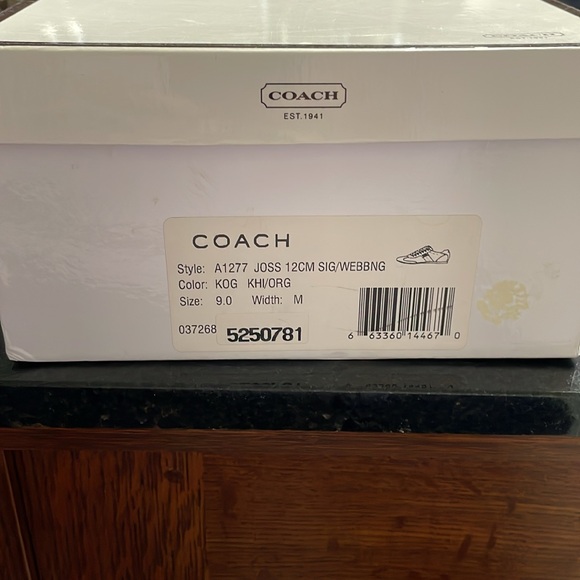 COACH
EST.1941
COACH
Style: A1277 JOSS 12CM SIG/WEBBNG
Color: KOG KHI/ORG
Size: 9.0 Width: M
037268 5250781
6 63360 14467 0